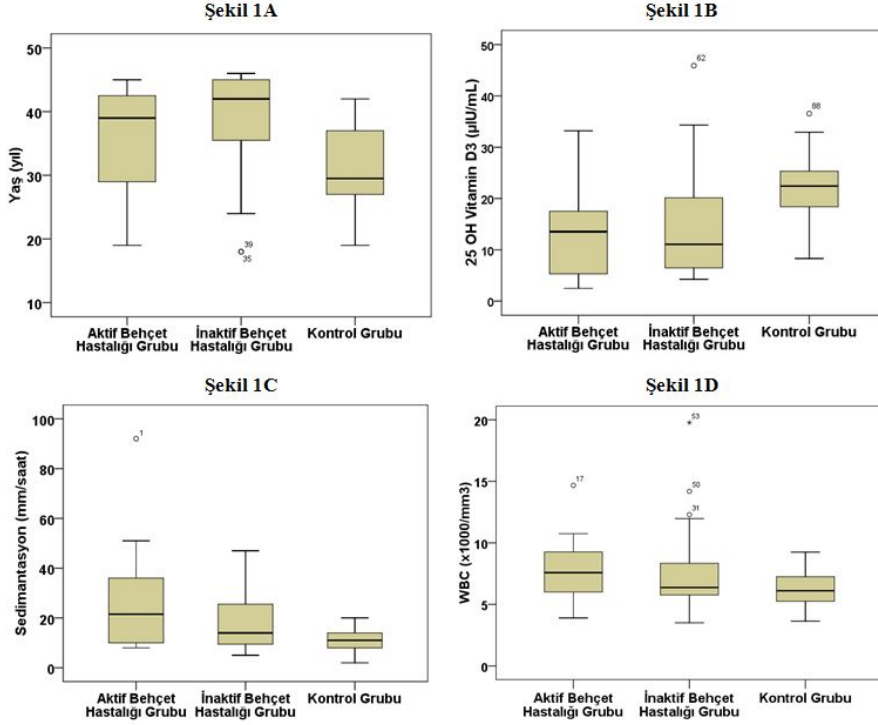 Şekil 1A
Yaş (yıl)
50
40
30
20
10
39
35
Aktif Behçet
Hastalığı Grubu
İnaktif Behçet
Hastalığı Grubu
Kontrol Grubu
Şekil 1B
25 OH Vitamin D3 (µIU/mL)
50
40
30
20
10
0
62
88
Aktif Behçet
Hastalığı Grubu
İnaktif Behçet
Hastalığı Grubu
Kontrol Grubu
Şekil 1C
Sedimantasyon (mm/saat)
100
80
60
40
20
0
1
Aktif Behçet
Hastalığı Grubu
İnaktif Behçet
Hastalığı Grubu
Kontrol Grubu
Şekil 1D
WBC (x1000/mm3)
20
15
10
5
0
17
53
50
31
Aktif Behçet
Hastalığı Grubu
İnaktif Behçet
Hastalığı Grubu
Kontrol Grubu